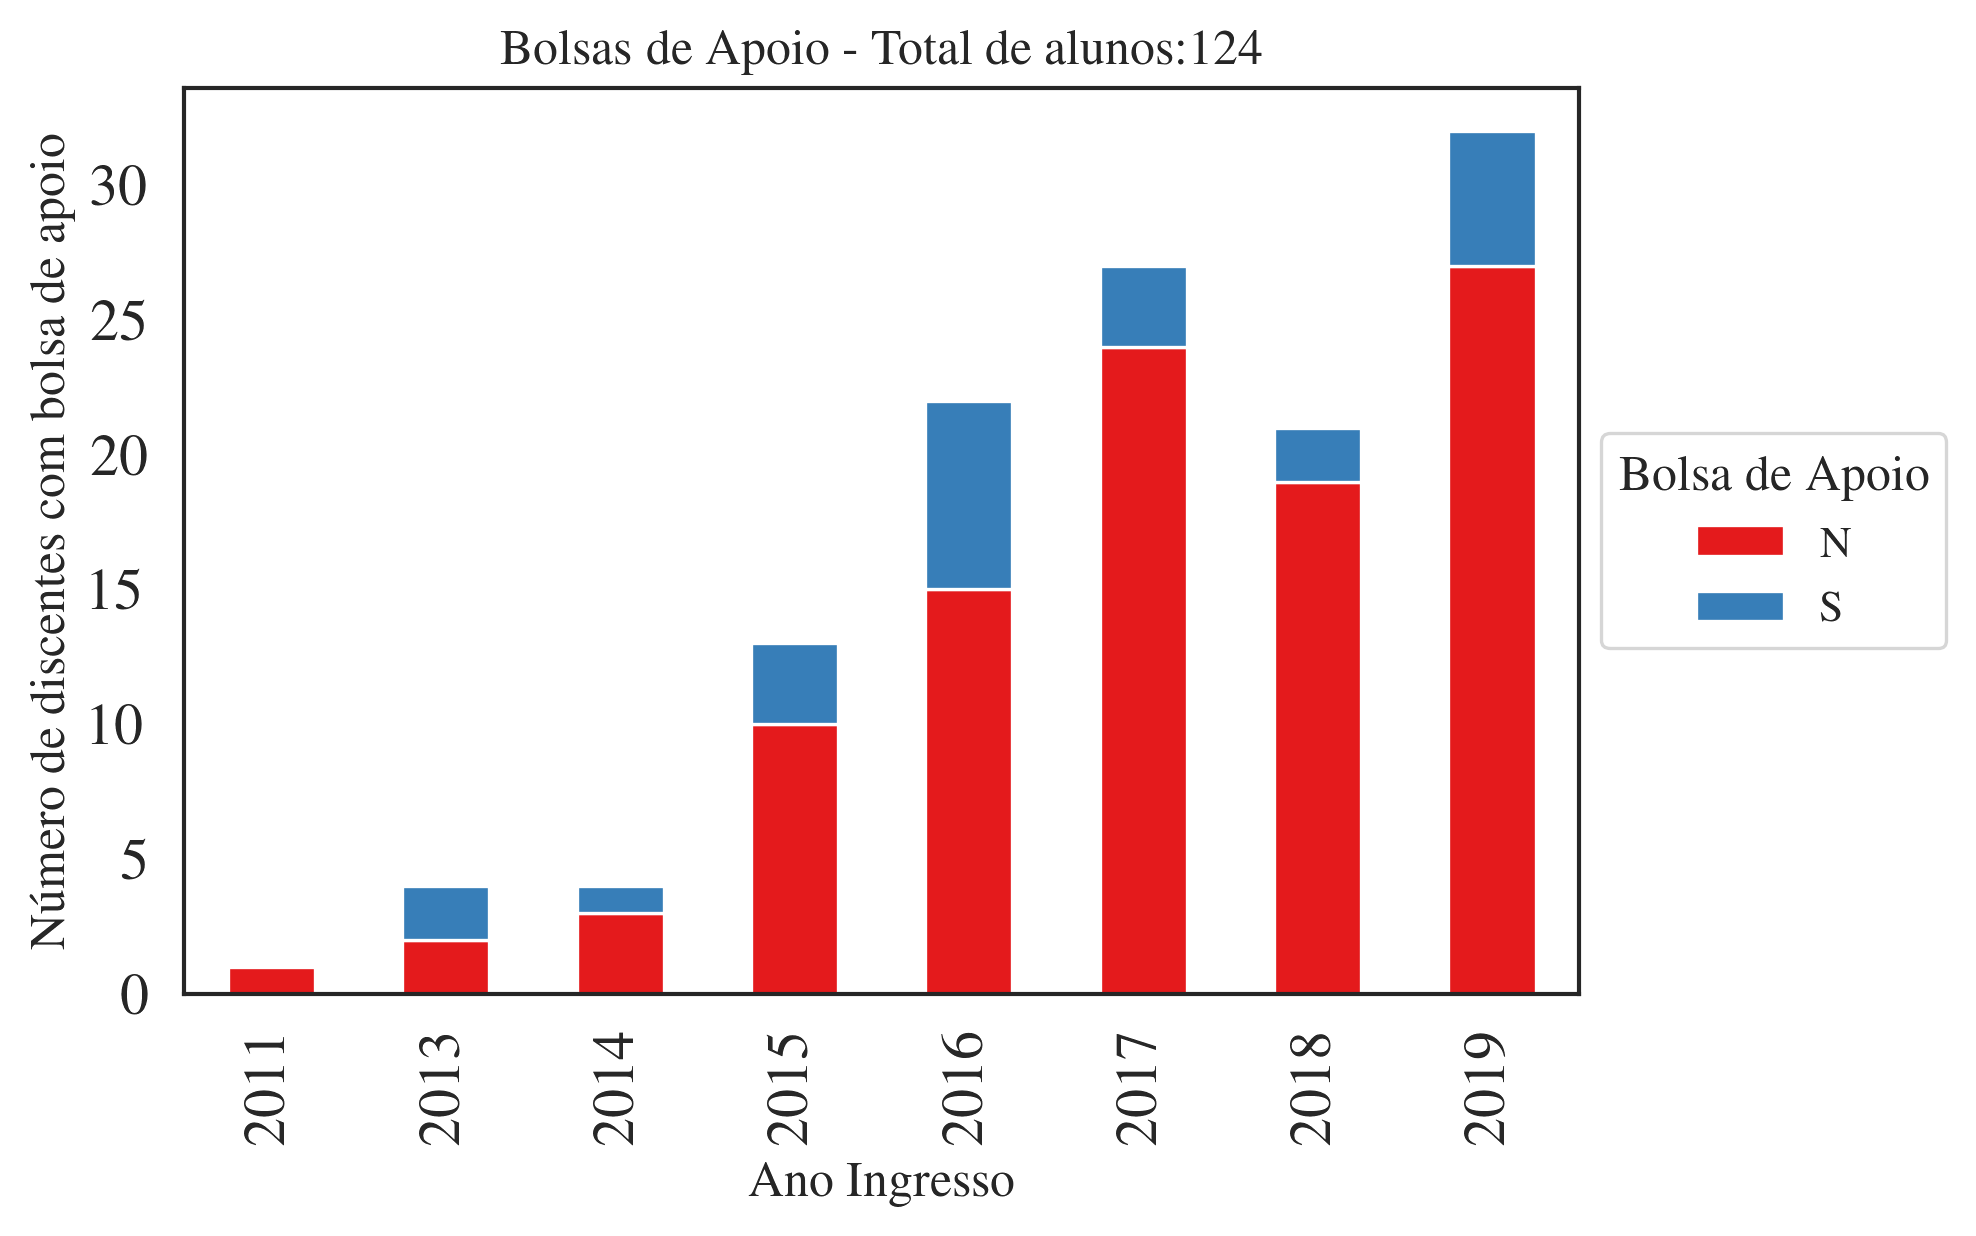 Bolsas de Apoio - Total de alunos:124
Número de discentes com bolsa de apoio
30
25
20
15
10
5
0
2011
2013
2014
2015
2016
2017
2018
2019
Ano Ingresso
Bolsa de Apoio
N
S